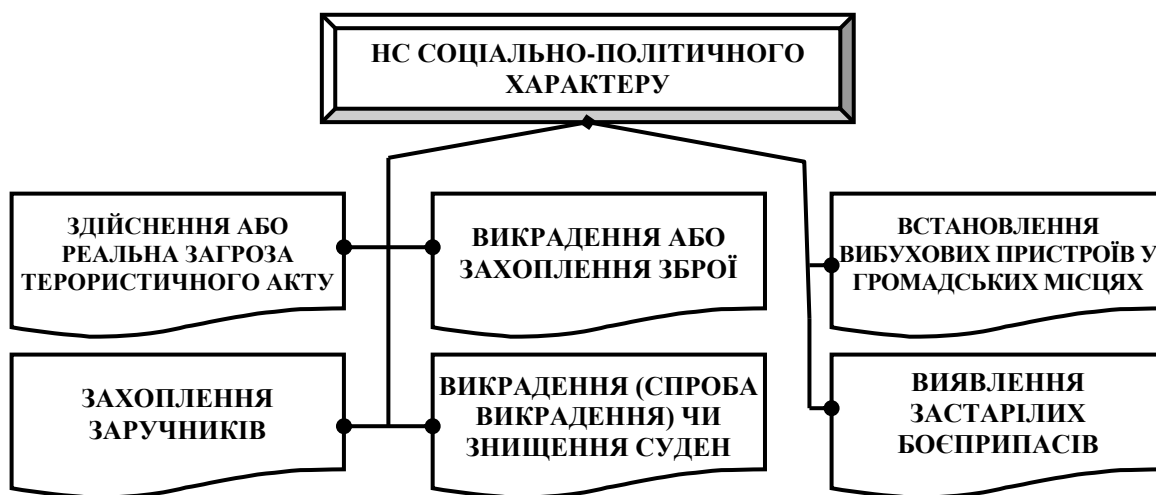 НС СОЦІАЛЬНО-ПОЛІТИЧНОГО
ХАРАКТЕРУ
ЗДІЙСНЕННЯ АБО
РЕАЛЬНА ЗАГРОЗА
ТЕРОРИСТИЧНОГО АКТУ
ВИКРАДЕННЯ АБО
ЗАХОПЛЕННЯ ЗБРОЇ
ВСТАНОВЛЕННЯ
ВИБУХОВИХ ПРИСТРОЇВ У
ГРОМАДСЬКИХ МІСЦЯХ
ЗАХОПЛЕННЯ
ЗАРУЧНИКІВ
ВИКРАДЕННЯ (СПРОБА
ВИКРАДЕННЯ) ЧИ
ЗНИЩЕННЯ СУДЕН
ВИЯВЛЕННЯ
ЗАСТАРІЛИХ
БОЄПРИПАСІВ